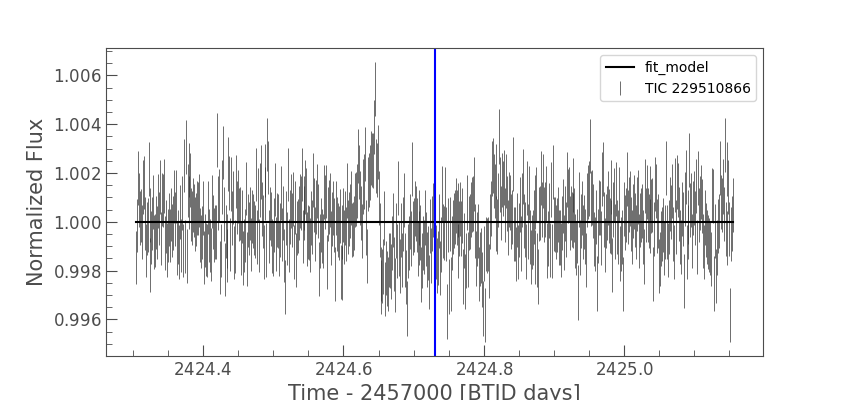 fit_model
TIC 229510866
1.006
1.004
1.002
1.000
0.998
0.996
Normalized Flux
2424.4 2424.6 2424.8 2425.0
Time - 2457000 [BTJD days]